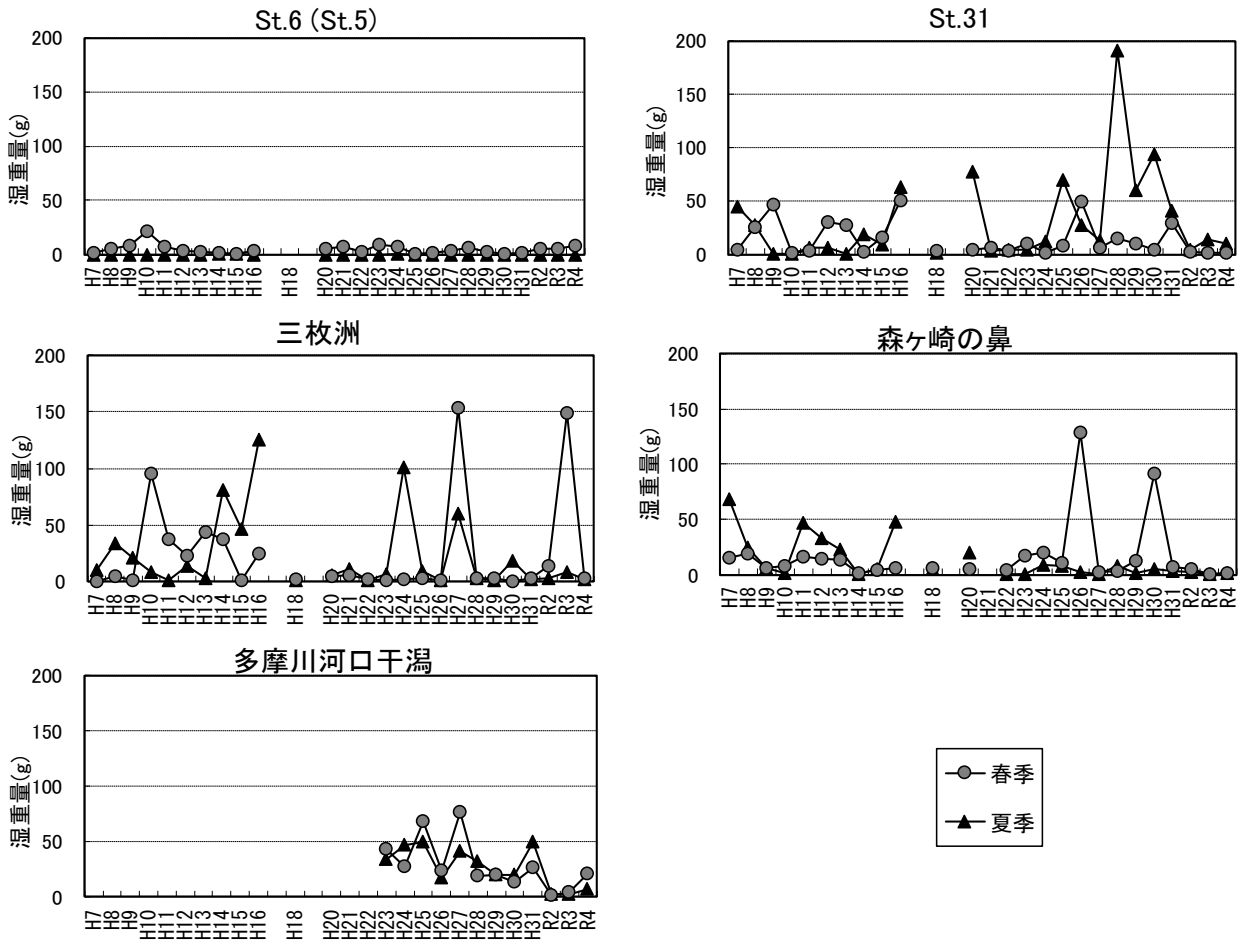 St.6 (St.5)
200
150
100
50
0
湿重量(g)
H7 H8 H9 H10 H11 H12 H13 H14 H15 H16 H18 H20 H21 H22 H23 H24 H25 H26 H27 H28 H29 H30 H31 R2 R3 R4
St.31
200
150
100
50
0
湿重量(g)
H7 H8 H9 H10 H11 H12 H13 H14 H15 H16 H18 H20 H21 H22 H23 H24 H25 H26 H27 H28 H29 H30 H31 R2 R3 R4
三枚洲
200
150
100
50
0
湿重量(g)
H7 H8 H9 H10 H11 H12 H13 H14 H15 H16 H18 H20 H21 H22 H23 H24 H25 H26 H27 H28 H29 H30 H31 R2 R3 R4
森ヶ崎の鼻
200
150
100
50
0
湿重量(g)
H7 H8 H9 H10 H11 H12 H13 H14 H15 H16 H18 H20 H21 H22 H23 H24 H25 H26 H27 H28 H29 H30 H31 R2 R3 R4
多摩川河口干潟
200
150
100
50
0
湿重量(g)
H7 H8 H9 H10 H11 H12 H13 H14 H15 H16 H18 H20 H21 H22 H23 H24 H25 H26 H27 H28 H29 H30 H31 R2 R3 R4
春季
夏季